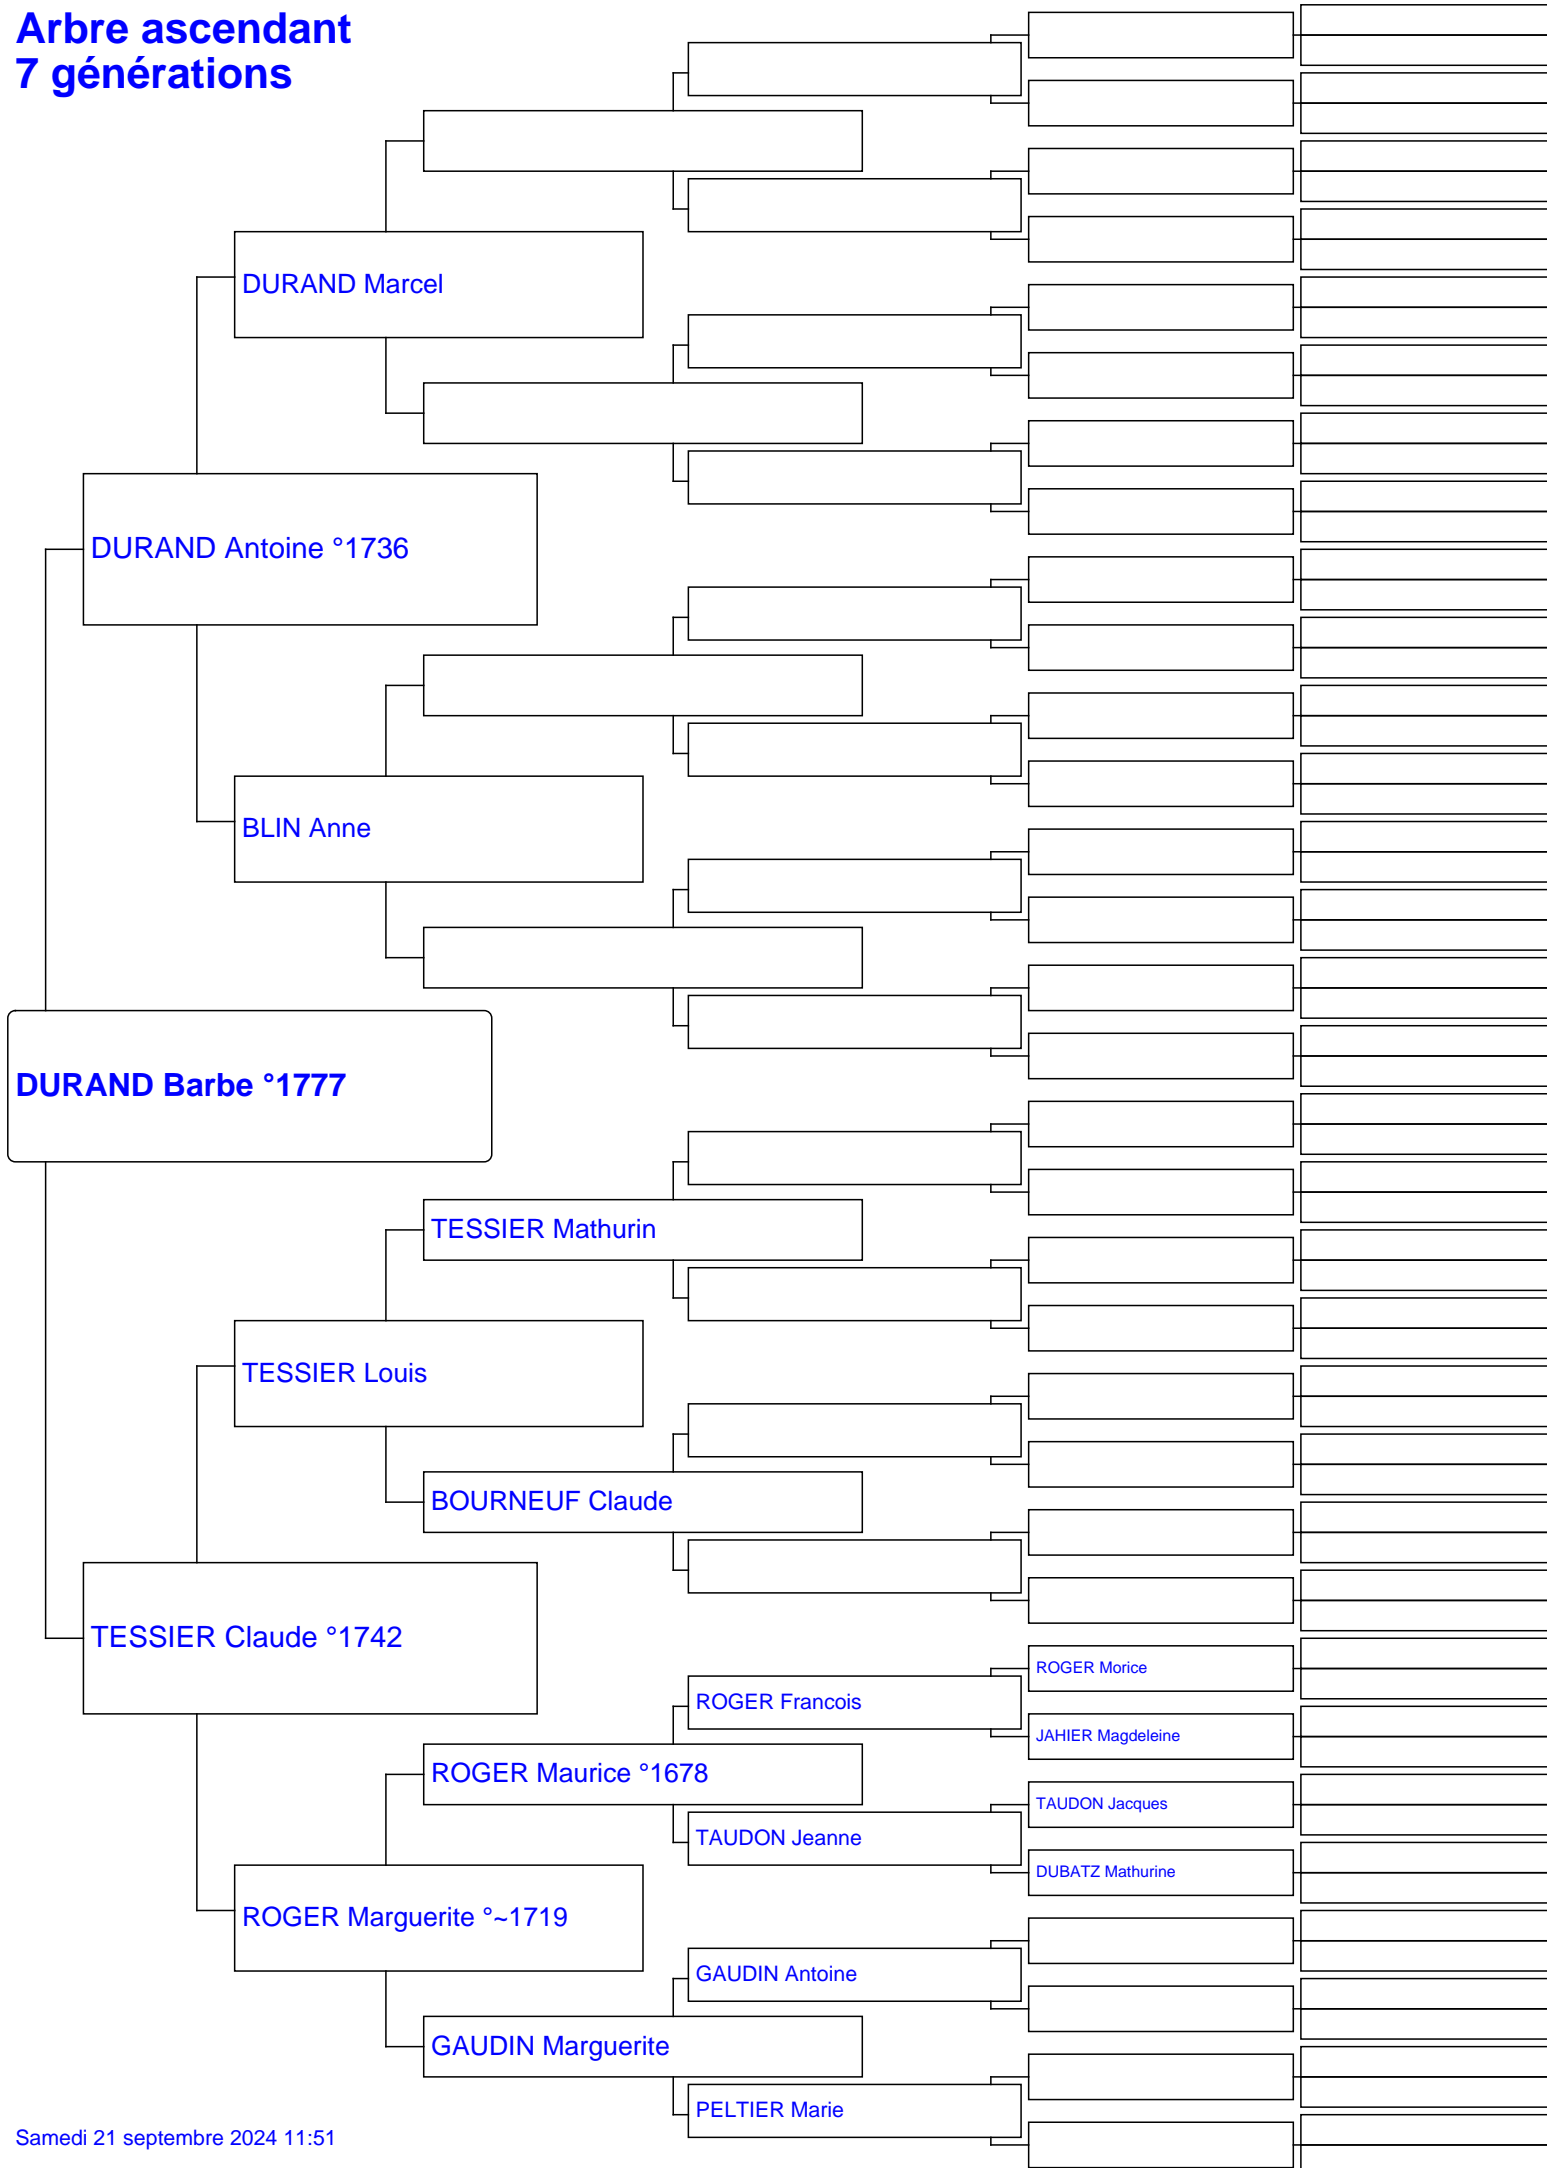 Arbre ascendant
7 générations
DURAND Marcel
DURAND Antoine °1736
BLIN Anne
DURAND Barbe °1777
TESSIER Mathurin
TESSIER Louis
BOURNEUF Claude
TESSIER Claude °1742
ROGER Morice
ROGER Francois
JAHIER Magdeleine
ROGER Maurice °1678
TAUDON Jacques
TAUDON Jeanne
DUBATZ Mathurine
ROGER Marguerite °~1719
GAUDIN Antoine
GAUDIN Marguerite
PELTIER Marie
Samedi 21 septembre 2024 11:51